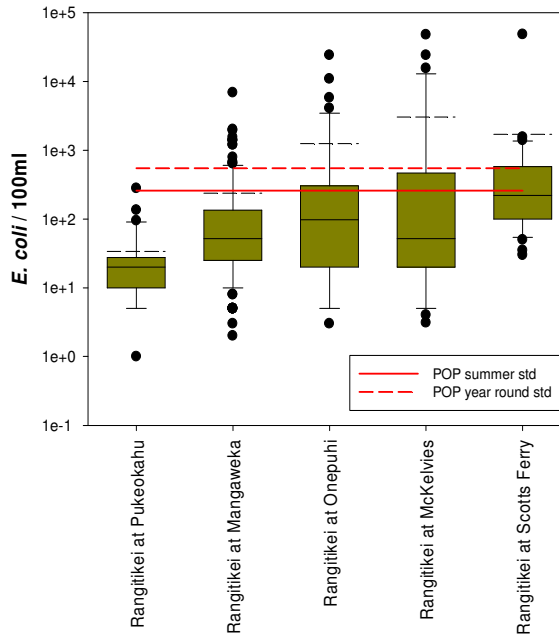 E. coli / 100ml
1e+5
1e+4
1e+3
1e+2
1e+1
1e+0
1e-1
POP summer std
POP year round std
Rangitikei at Pukeokahu
Rangitikei at Mangaweka
Rangitikei at Onepuhi
Rangitikei at McKelvies
Rangitikei at Scotts Ferry